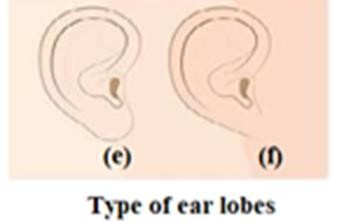 (e) (f)
Type of ear lobes